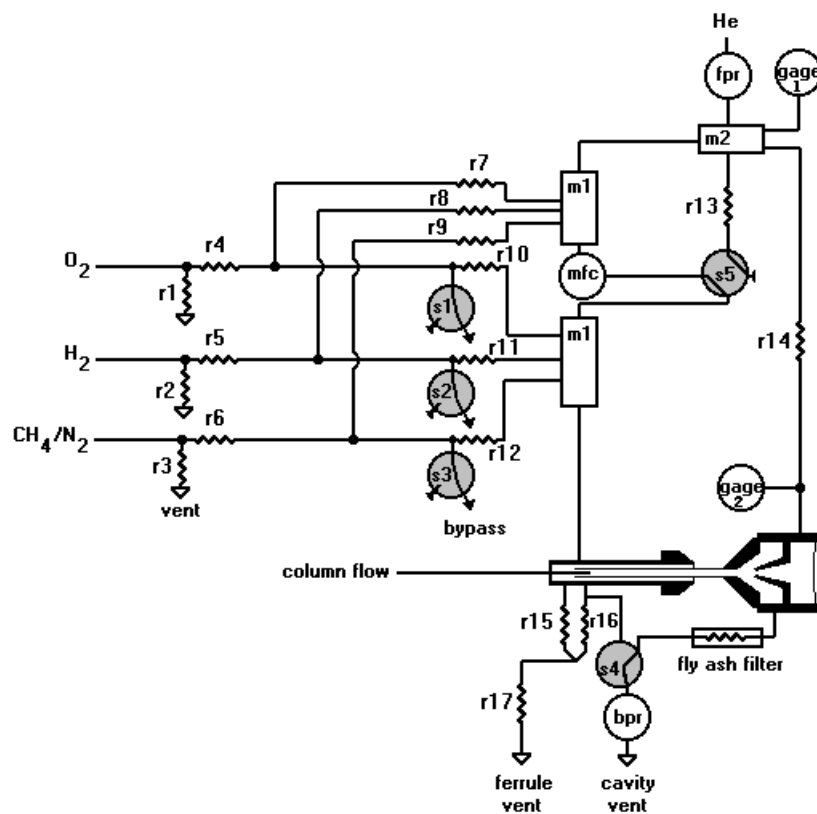 He
fpr
gage
1
m2
r7
m1
r8
r13
r9
r4
r10
O2
mfc
s5
r1
s1
m1
r14
r5
r11
H2
r2
s2
r6
CH4/N2
r12
r3
s3
gage
2
vent
bypass
column flow
r15
r16
s4
fly ash filter
r17
bpr
ferrule
vent
cavity
vent